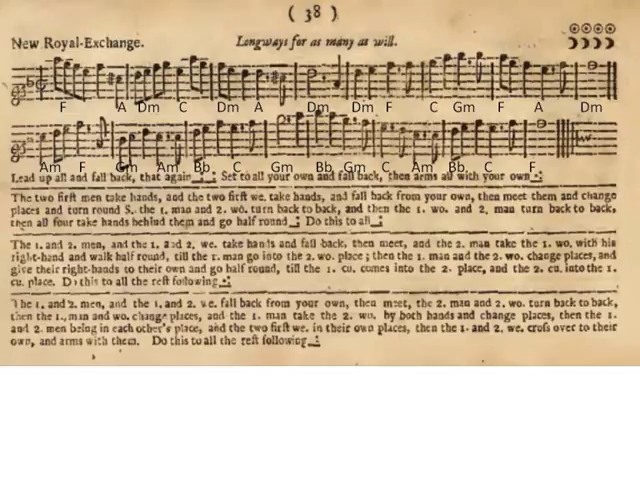 ( 38 )
New Royal-Exchange. Longways for as many as will.
F A Dm C Dm A Dm Dm F C Gm F A Dm
Am F Gm Am Bb C Gm Bb Gm C Am Bb C F
Lead up all and fall back, that again Set to all your own and fall back, then arms all with your own
The two first men take hands, and the two first we. take hands, and fall back from your own, then meet them and change
places and turn round S. the 1. man and 2. wo. turn back to back, and then the 1. wo. and 2. man turn back to back,
then all four take hands behind them and go half round Do this to all
The 1. and 2. men, and the 1. and 2. we. take hands and fall back, then meet, and the 2. man take the 1. wo. with his
right-hand and walk half round, till the 1. man go into the 2. wo. place; then the 1. man and the 2. wo. change places, and
give their right-hands to their own and go half round, till the 1. cu. comes into the 2. place, and the 2. cu. into the 1.
cu. place. Do this to all the rest following
The 1. and 2. men, and the 1. and 2. we. fall back from your own, then meet, the 2. man and 2. wo. turn back to back,
then the 1. man and wo. change places, and the 1. man take the 2. wo. by both hands and change places, then the 1.
and 2. men being in each other's place, and the two first we. in their own places, then the 1. and 2. we. cross over to their
own, and arms with them. Do this to all the rest following